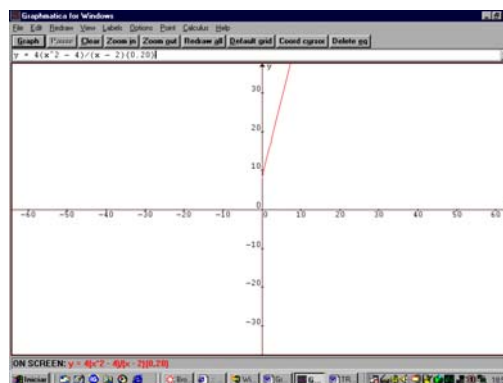 Graphmatica for Windows
File Edit Redraw View Labels Options Point Calculus Help
Graph Pause Clear Zoom in Zoom out Redraw all Default grid Coord cursor Delete eq
y = 4(x^2 - 4)/(x - 2){0,20}
y
30
20
10
0
-60 -50 -40 -30 -20 -10 0 10 20 30 40 50 60
-10
-20
-30
ON SCREEN: y = 4(x^2 - 4)/(x - 2){0,20}
Iniciar